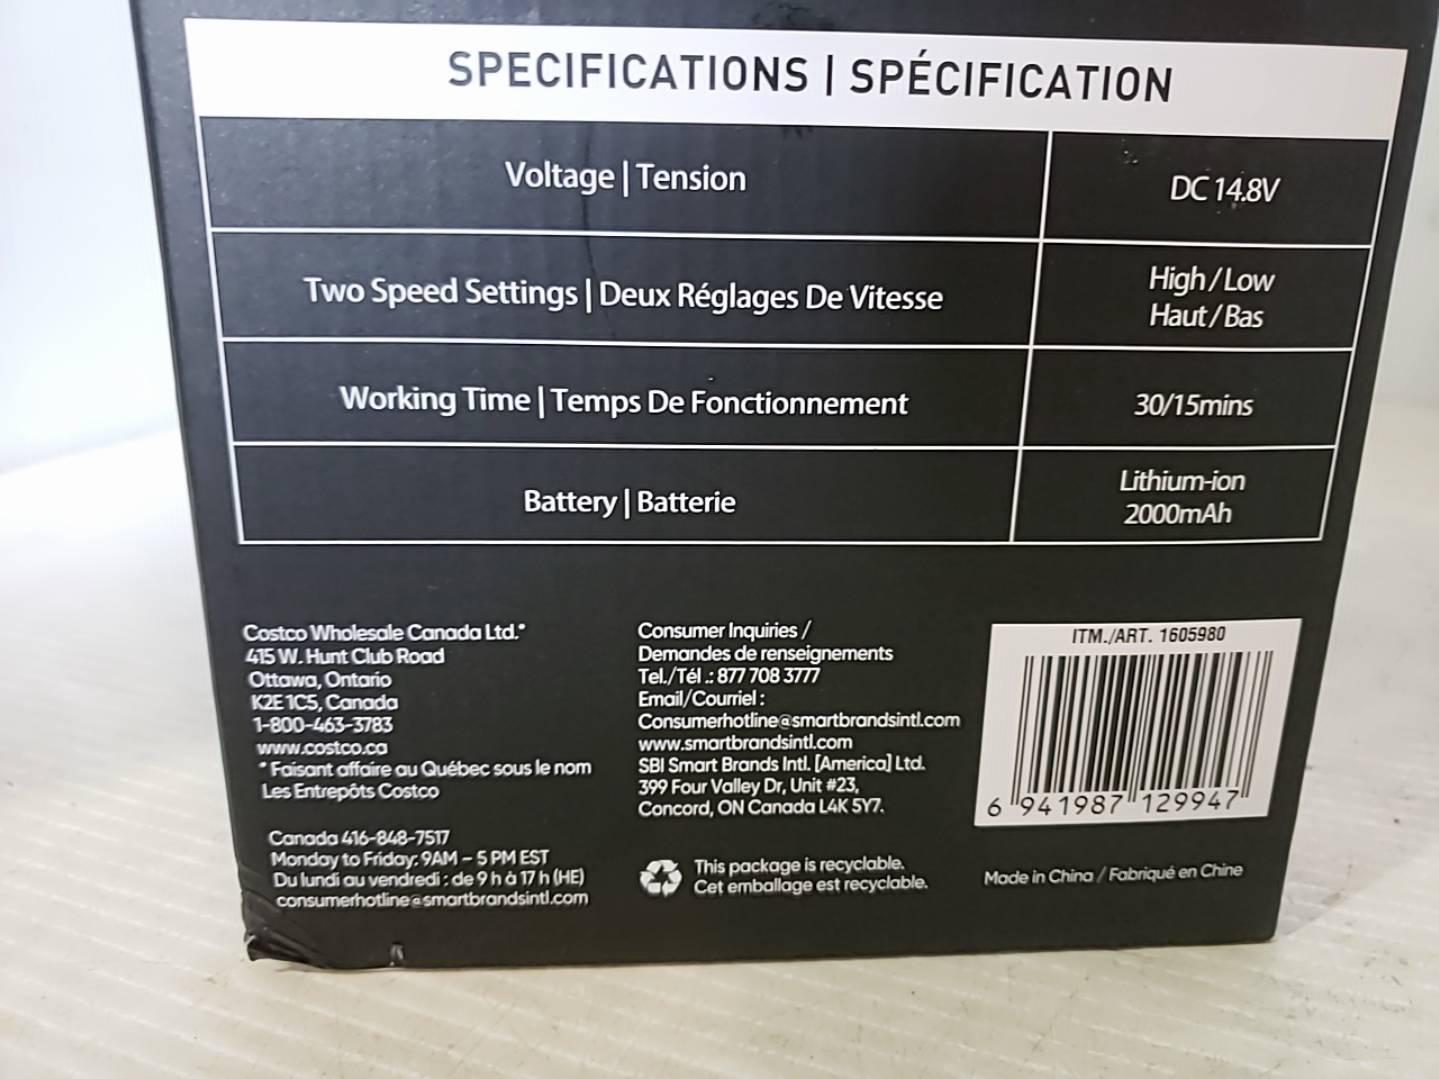 SPECIFICATIONS | SPÉCIFICATION
Voltage | Tension
DC 14.8V
Two Speed Settings | Deux Réglages De Vitesse
High / Low
Haut / Bas
Working Time | Temps De Fonctionnement
30/15mins
Battery | Batterie
Lithium-ion
2000mAh
Costco Wholesale Canada Ltd.*
415 W. Hunt Club Road
Ottawa, Ontario
K2E 1C5, Canada
1-800-463-3783
www.costco.ca
* Faisant affaire au Québec sous le nom
Les Entrepôts Costco
Canada 416-848-7517
Monday to Friday: 9AM – 5 PM EST
Du lundi au vendredi : de 9 h à 17 h (HE)
consumerhotline@smartbrandsintl.com
Consumer Inquiries /
Demandes de renseignements
Tel./Tél .: 877 708 3777
Email/Courriel :
Consumerhotline@smartbrandsintl.com
www.smartbrandsintl.com
SBI Smart Brands Intl. [America] Ltd.
399 Four Valley Dr, Unit #23,
Concord, ON Canada L4K 5Y7.
This package is recyclable.
Cet emballage est recyclable.
ITM./ART. 1605980
6 941987 129947
Made in China / Fabriqué en Chine